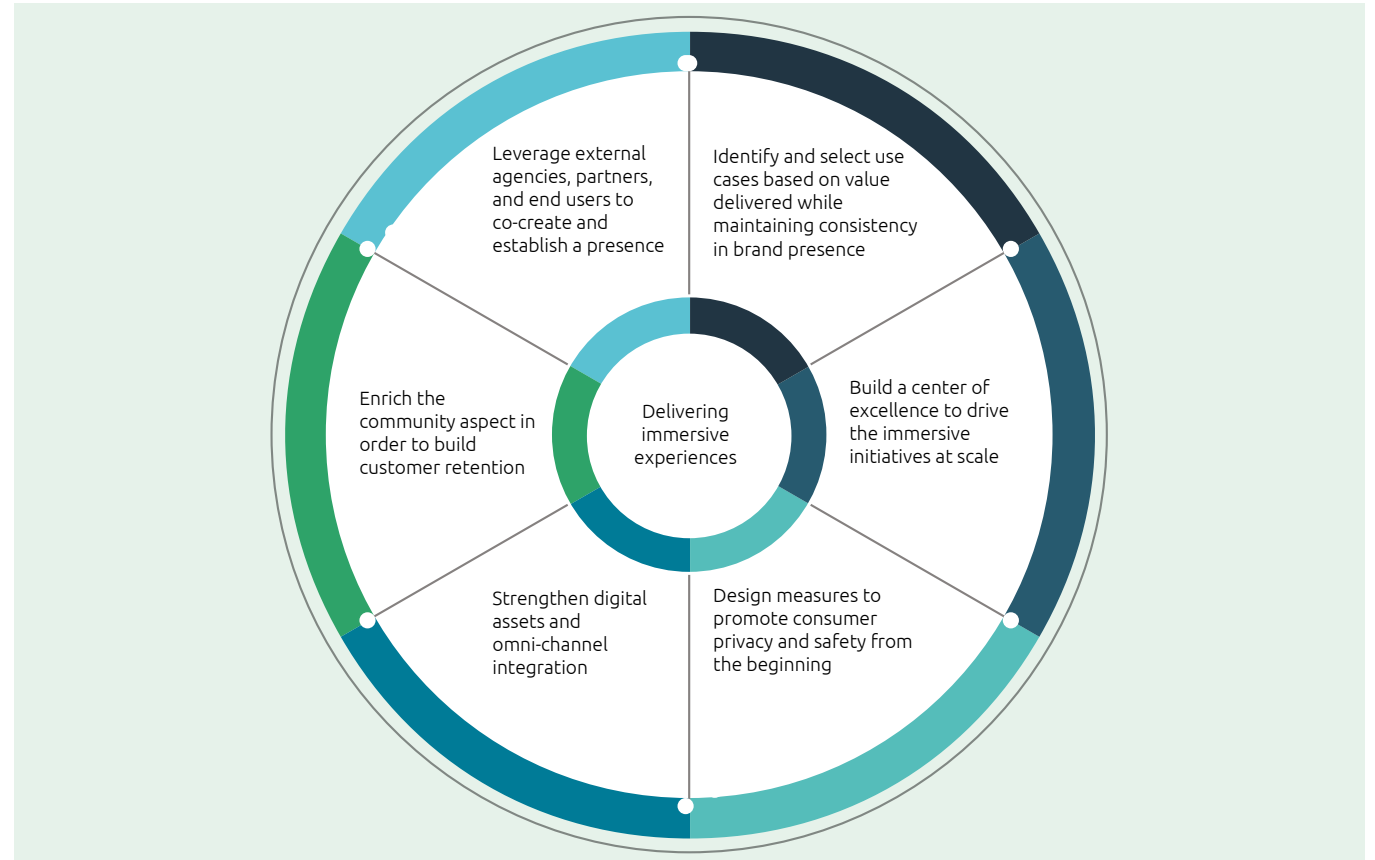 Leverage external
agencies, partners,
and end users to
co-create and
establish a presence
Identify and select use
cases based on value
delivered while
maintaining consistency
in brand presence
Enrich the
community aspect in
order to build
customer retention
Delivering
immersive
experiences
Build a center of
excellence to drive
the immersive
initiatives at scale
Strengthen digital
assets and
omni-channel
integration
Design measures to
promote consumer
privacy and safety from
the beginning